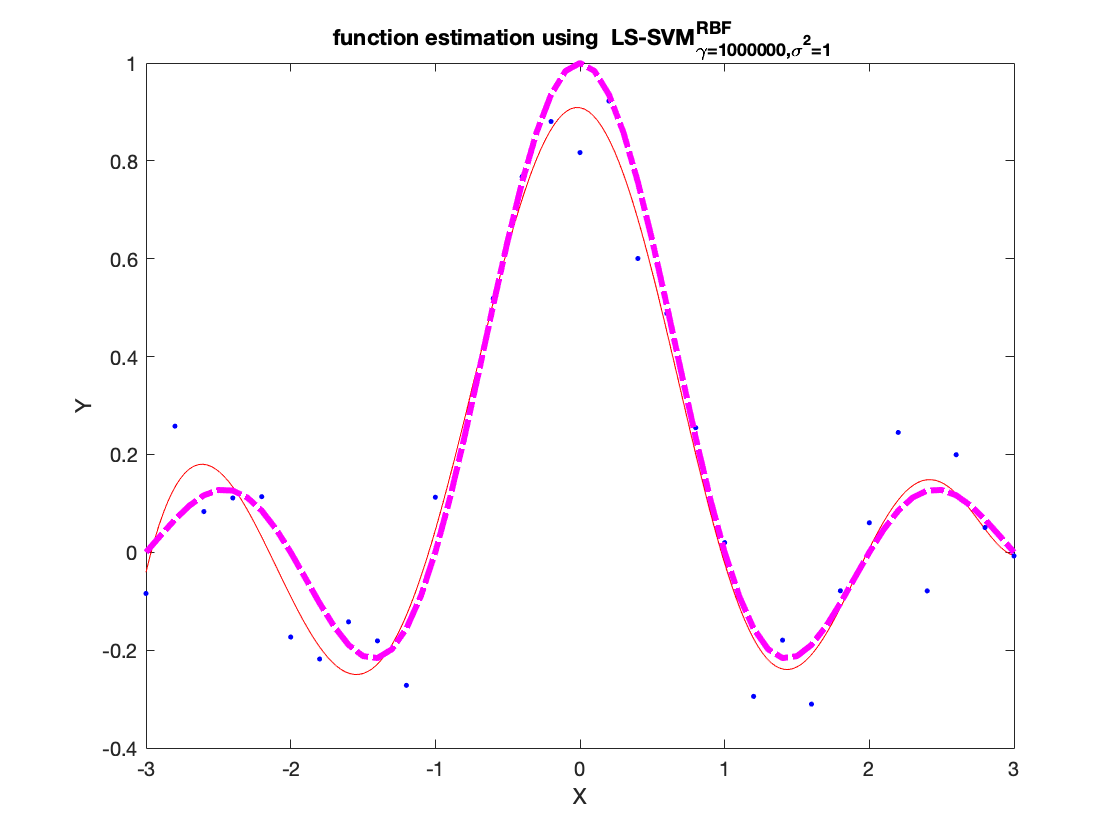 function estimation using LS-SVM^{RBF}_{γ=1000000,σ^2=1}
1
0.8
0.6
0.4
0.2
0
-0.2
-0.4
Y
-3 -2 -1 0 1 2 3
X